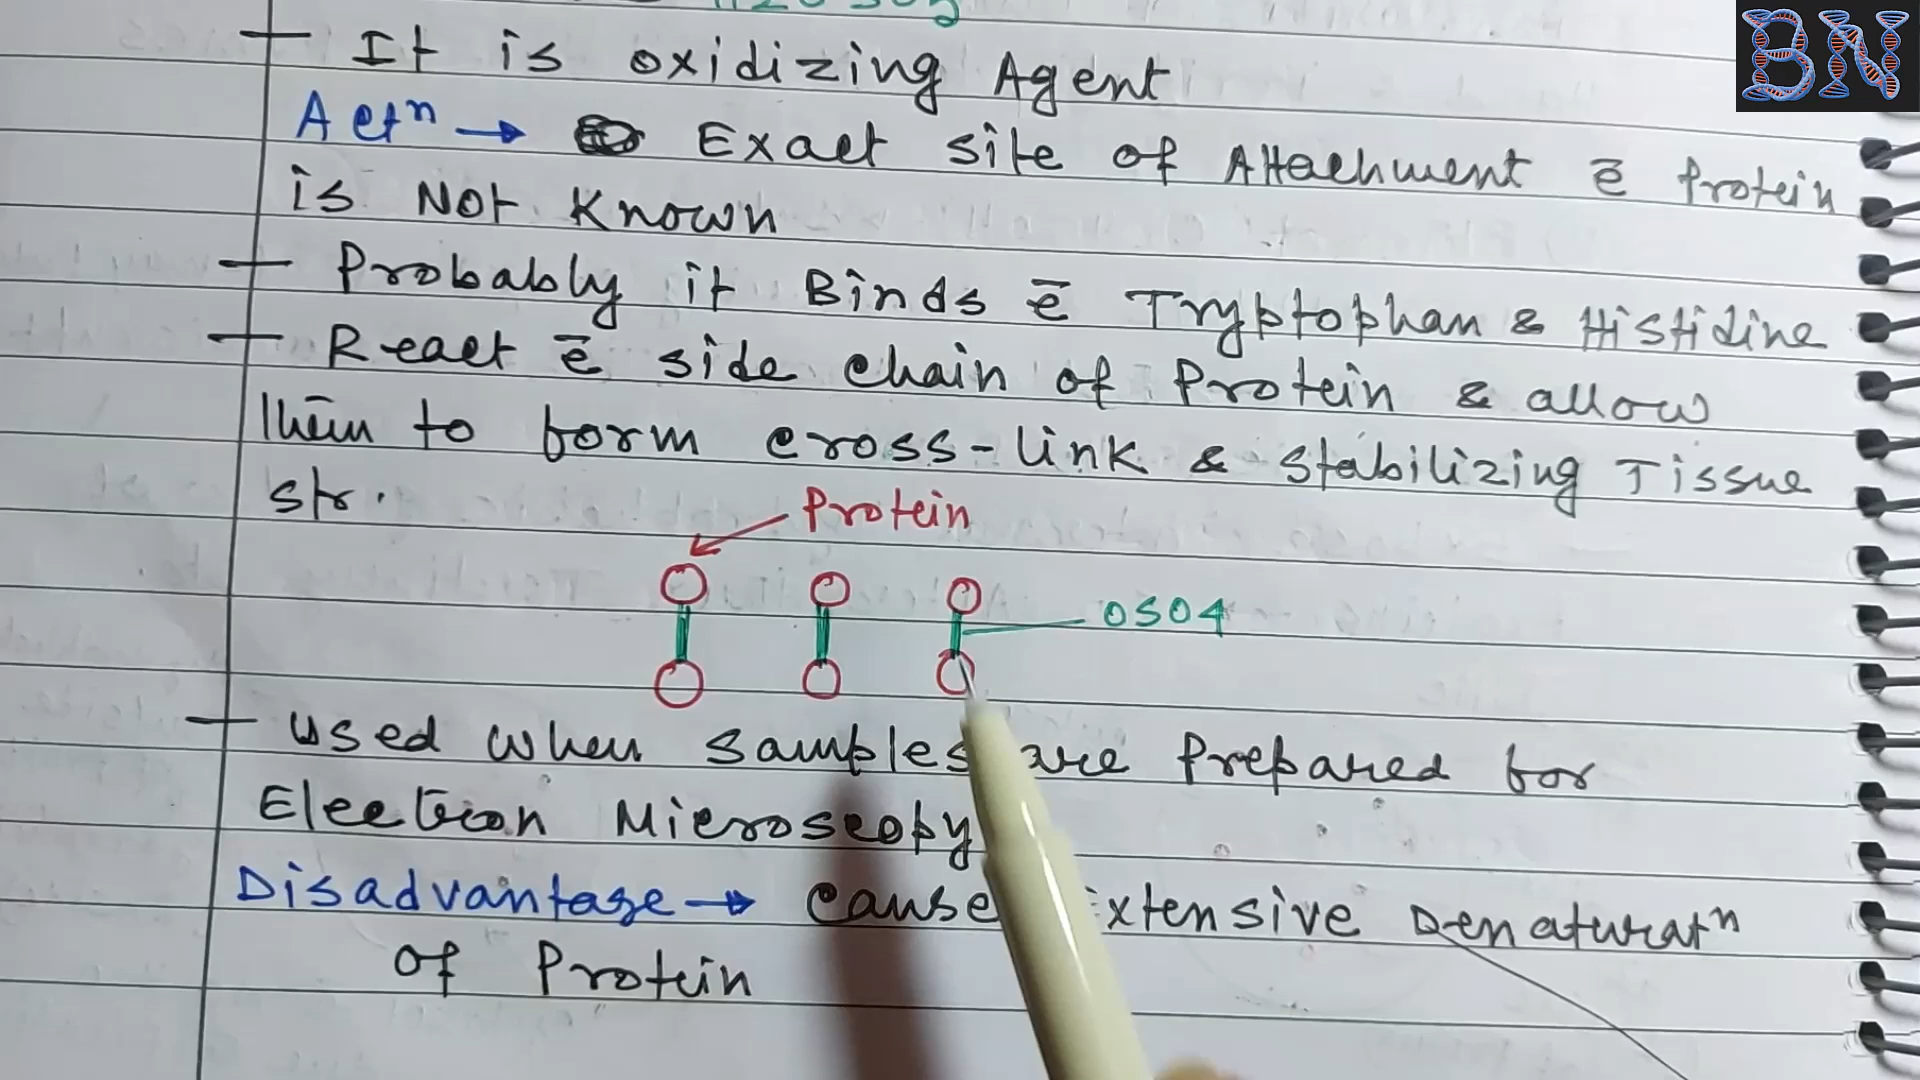 - It is oxidizing Agent
Actⁿ → Exact site of Attachment c̄ Protein
is Not Known
- Probably it Binds c̄ Tryptophan & Histidine
- React c̄ side chain of Protein & allow
them to form cross-link & stabilizing Tissue
str.
Protein
OSO4
- Used when samples are Prepared for
Electron Microscopy
Disadvantage → cause Extensive Denaturatⁿ
of Protein
BN